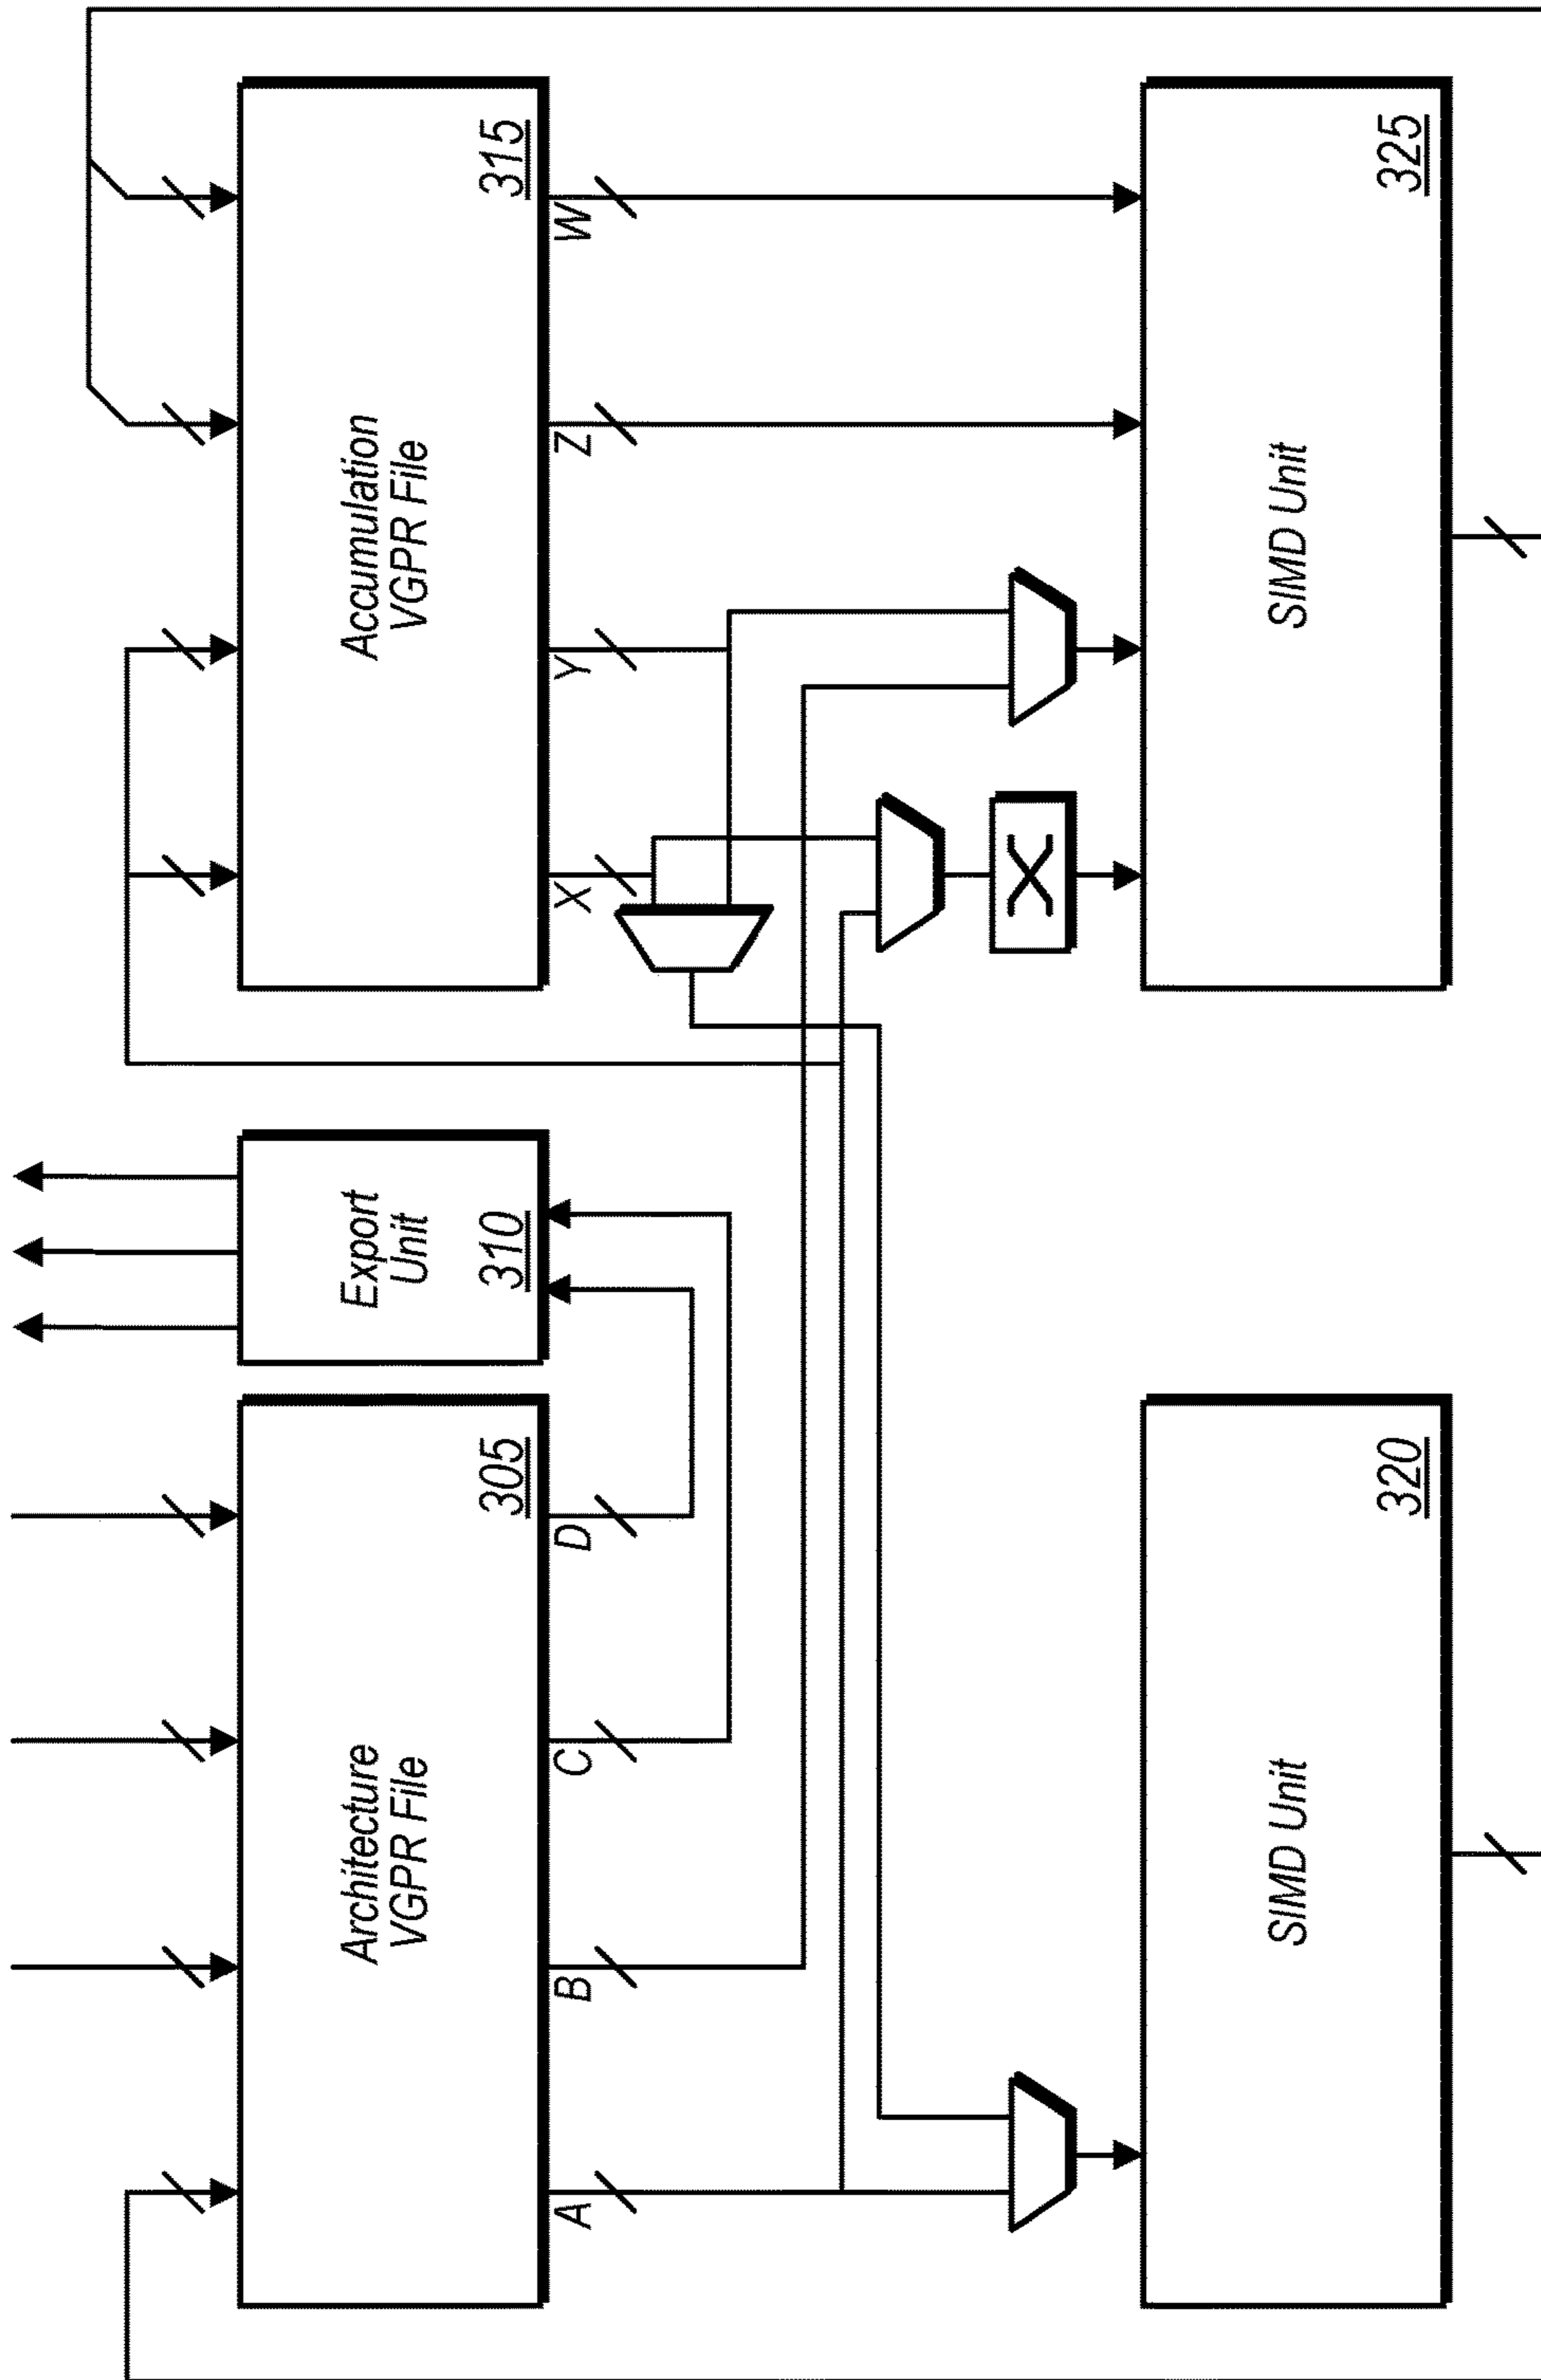 Architecture
VGPR File
305
A
B
C
D
Export
Unit
310
Accumulation
VGPR File
315
X
Y
Z
W
SIMD Unit
320
SIMD Unit
325